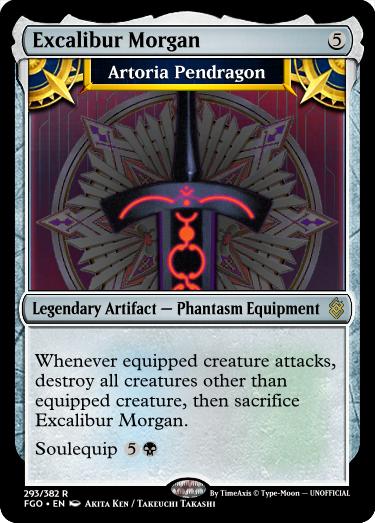 Excalibur Morgan 5
Artoria Pendragon
Legendary Artifact — Phantasm Equipment
Whenever equipped creature attacks,
destroy all creatures other than
equipped creature, then sacrifice
Excalibur Morgan.
Soulequip 5
293/382 R
FGO • EN Akita Ken / Takeuchi Takashi
By TimeAxis © Type-Moon — UNOFFICIAL